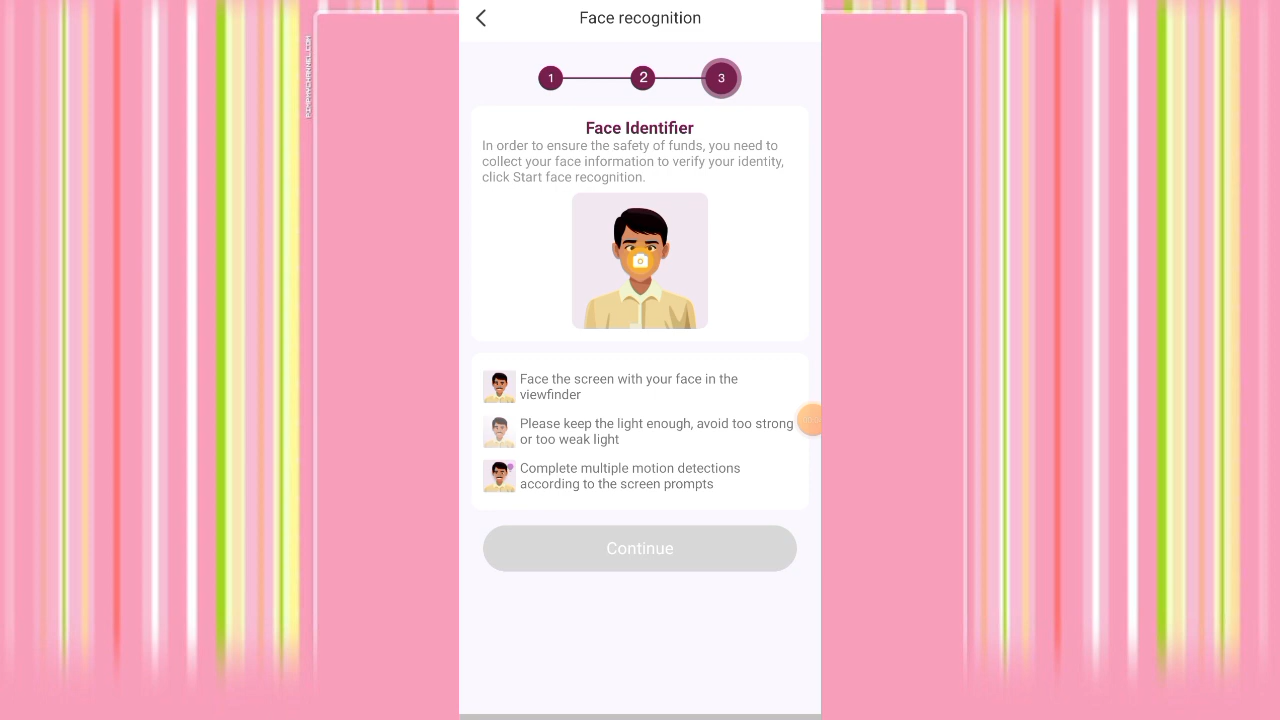 Face recognition
1 2 3
Face Identifier
In order to ensure the safety of funds, you need to
collect your face information to verify your identity,
click Start face recognition.
Face the screen with your face in the
viewfinder
Please keep the light enough, avoid too strong
or too weak light
Complete multiple motion detections
according to the screen prompts
Continue